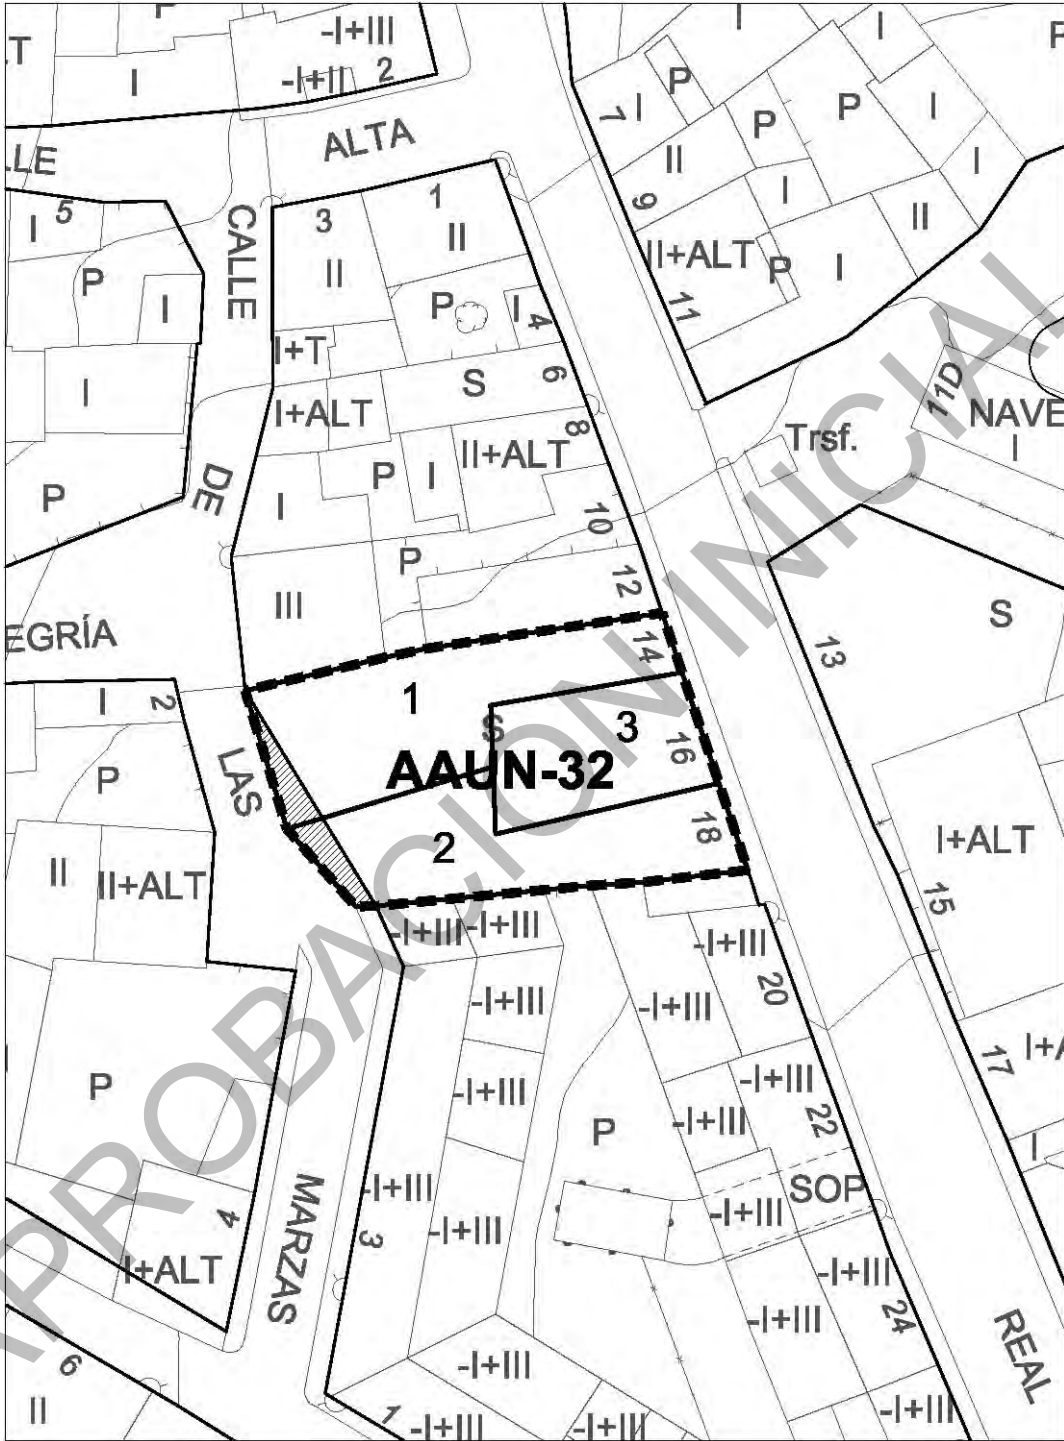 -I+III
P
I
I
P
.T
I
-I+II
2
P
I
P
P
I
7
ALTA
II
I
.LLE
5
I
CALLE
3
1
II
9
I
II
II
II+ALT
P
I
P
I
P
I
4
11
I+T
S
6
11D
NAVE
I
I
I+ALT
8
Trsf.
II+ALT
P
I
P
DE
I
10
P
12
III
S
EGRÍA
14
13
I
2
1
3
S
16
LAS
AAUN-32
P
18
2
I+ALT
II
II+ALT
15
-I+III
-I+III
-I+III
20
-I+III
-I+III
17
I+A
P
-I+III
-I+III
22
-I+III
P
I
-I+III
SOP
MARZAS
-I+III
-I+III
4
3
I+ALT
-I+III
24
-I+III
REAL
6
-I+III
II
1
-I+III
-I+III
-I+III
APROBACION INICIAL